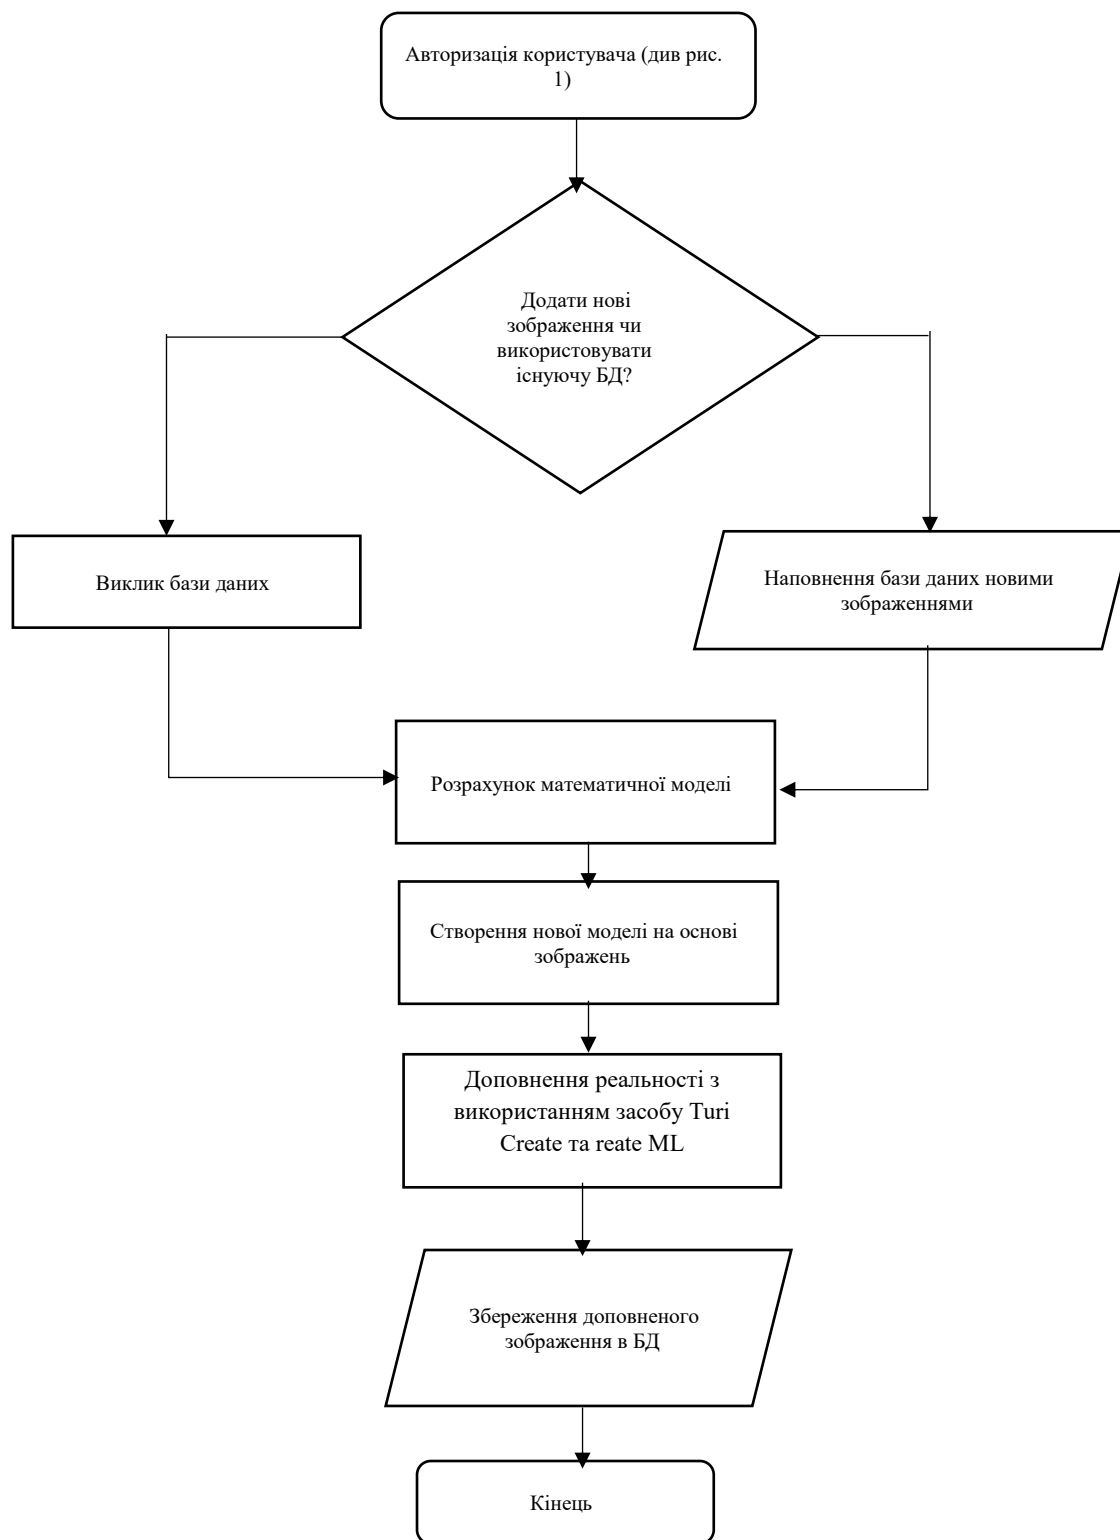 Авторизація користувача (див рис.
1)
Додати нові
зображення чи
використовувати
існуючу БД?
Виклик бази даних
Наповнення бази даних новими
зображеннями
Розрахунок математичної моделі
Створення нової моделі на основі
зображень
Доповнення реальності з
використанням засобу Turi
Create та reate ML
Збереження доповненого
зображення в БД
Кінець